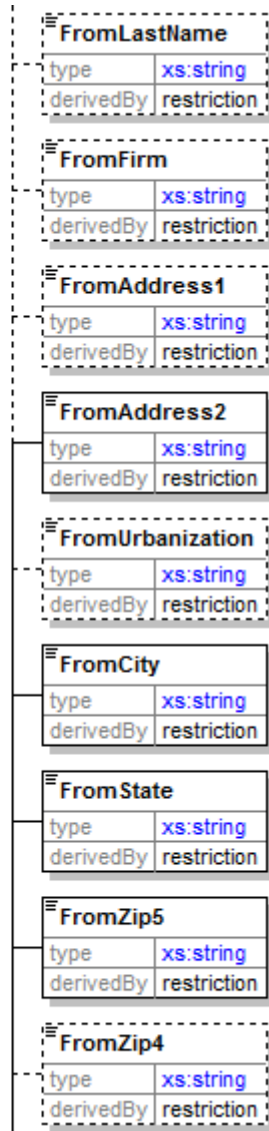 FromLastName
type xs:string
derivedBy restriction
FromFirm
type xs:string
derivedBy restriction
FromAddress1
type xs:string
derivedBy restriction
FromAddress2
type xs:string
derivedBy restriction
FromUrbanization
type xs:string
derivedBy restriction
FromCity
type xs:string
derivedBy restriction
FromState
type xs:string
derivedBy restriction
FromZip5
type xs:string
derivedBy restriction
FromZip4
type xs:string
derivedBy restriction